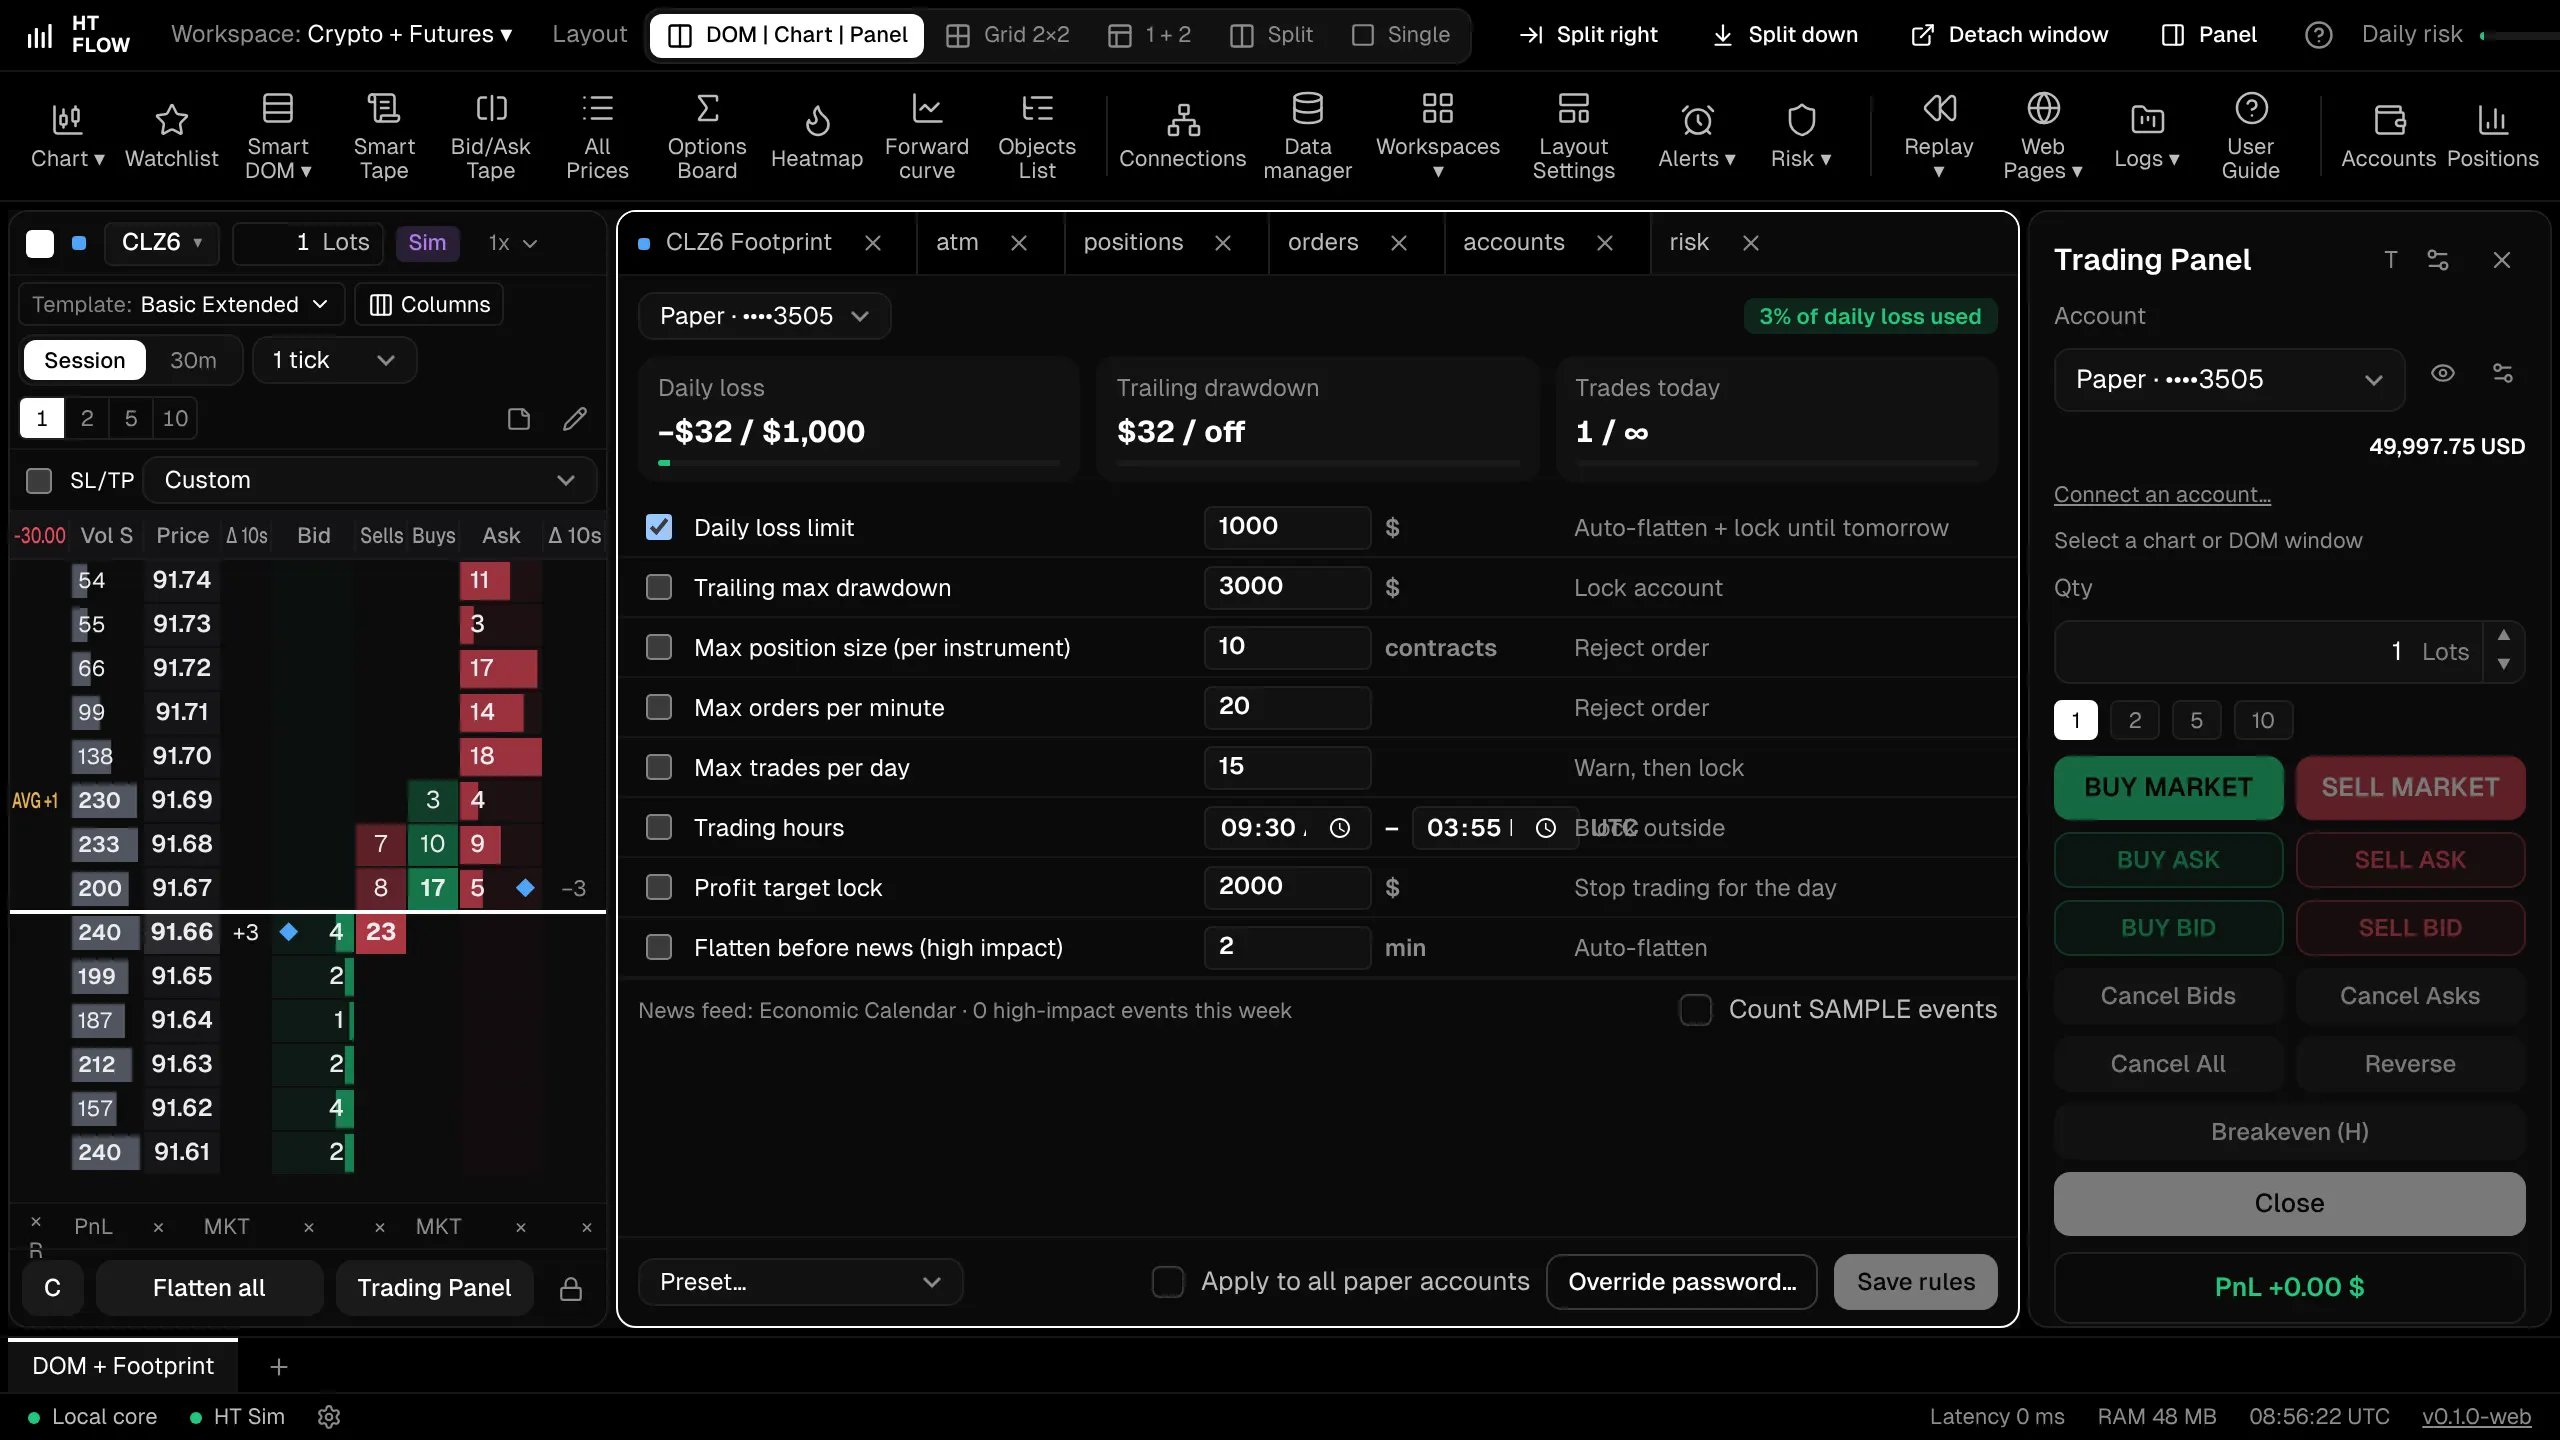 HT FLOW
Workspace: Crypto + Futures ▾
Layout
DOM | Chart | Panel
Grid 2×2
1 + 2
Split
Single
Split right
Split down
Detach window
Panel
Daily risk
Chart ▾
Watchlist
Smart DOM ▾
Smart Tape
Bid/Ask Tape
All Prices
Options Board
Heatmap
Forward curve
Objects List
Connections
Data manager
Workspaces ▾
Layout Settings
Alerts ▾
Risk ▾
Replay ▾
Web Pages ▾
Logs ▾
User Guide
Accounts
Positions
CLZ6 ▾
1 Lots
Sim
1x
Template: Basic Extended
Columns
Session
30m
1 tick
1 2 5 10
SL/TP
Custom
-30.00 Vol S Price Δ 10s Bid Sells Buys Ask Δ 10s
54 91.74 11
55 91.73 3
66 91.72 17
99 91.71 14
138 91.70 18
AVG +1 230 91.69 3 4
233 91.68 7 10 9
200 91.67 8 17 5 −3
240 91.66 +3 4 23
199 91.65 2
187 91.64 1
212 91.63 2
157 91.62 4
240 91.61 2
× PnL × MKT × × MKT × ×
C
Flatten all
Trading Panel
CLZ6 Footprint ×
atm ×
positions ×
orders ×
accounts ×
risk ×
Paper · ••••3505
3% of daily loss used
Daily loss
−$32 / $1,000
Trailing drawdown
$32 / off
Trades today
1 / ∞
Daily loss limit 1000 $ Auto-flatten + lock until tomorrow
Trailing max drawdown 3000 $ Lock account
Max position size (per instrument) 10 contracts Reject order
Max orders per minute 20 Reject order
Max trades per day 15 Warn, then lock
Trading hours 09:30 – 03:55 UTC Block outside
Profit target lock 2000 $ Stop trading for the day
Flatten before news (high impact) 2 min Auto-flatten
News feed: Economic Calendar · 0 high-impact events this week
Count SAMPLE events
Preset...
Apply to all paper accounts
Override password...
Save rules
Trading Panel
T
Account
Paper · ••••3505
49,997.75 USD
Connect an account...
Select a chart or DOM window
Qty
1 Lots
1 2 5 10
BUY MARKET
SELL MARKET
BUY ASK
SELL ASK
BUY BID
SELL BID
Cancel Bids
Cancel Asks
Cancel All
Reverse
Breakeven (H)
Close
PnL +0.00 $
DOM + Footprint +
Local core
HT Sim
Latency 0 ms
RAM 48 MB
08:56:22 UTC
v0.1.0-web